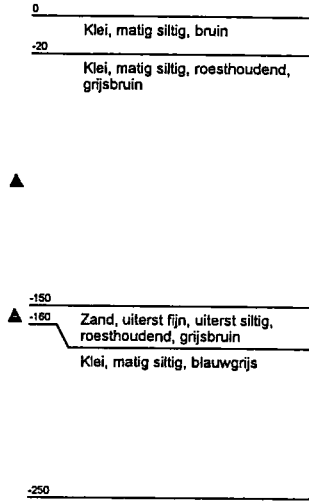 0
Klei, matig siltig, bruin
-20
Klei, matig siltig, roesthoudend,
grijsbruin
-150
-160
Zand, uiterst fijn, uiterst siltig,
roesthoudend, grijsbruin
Klei, matig siltig, blauwgrijs
-250